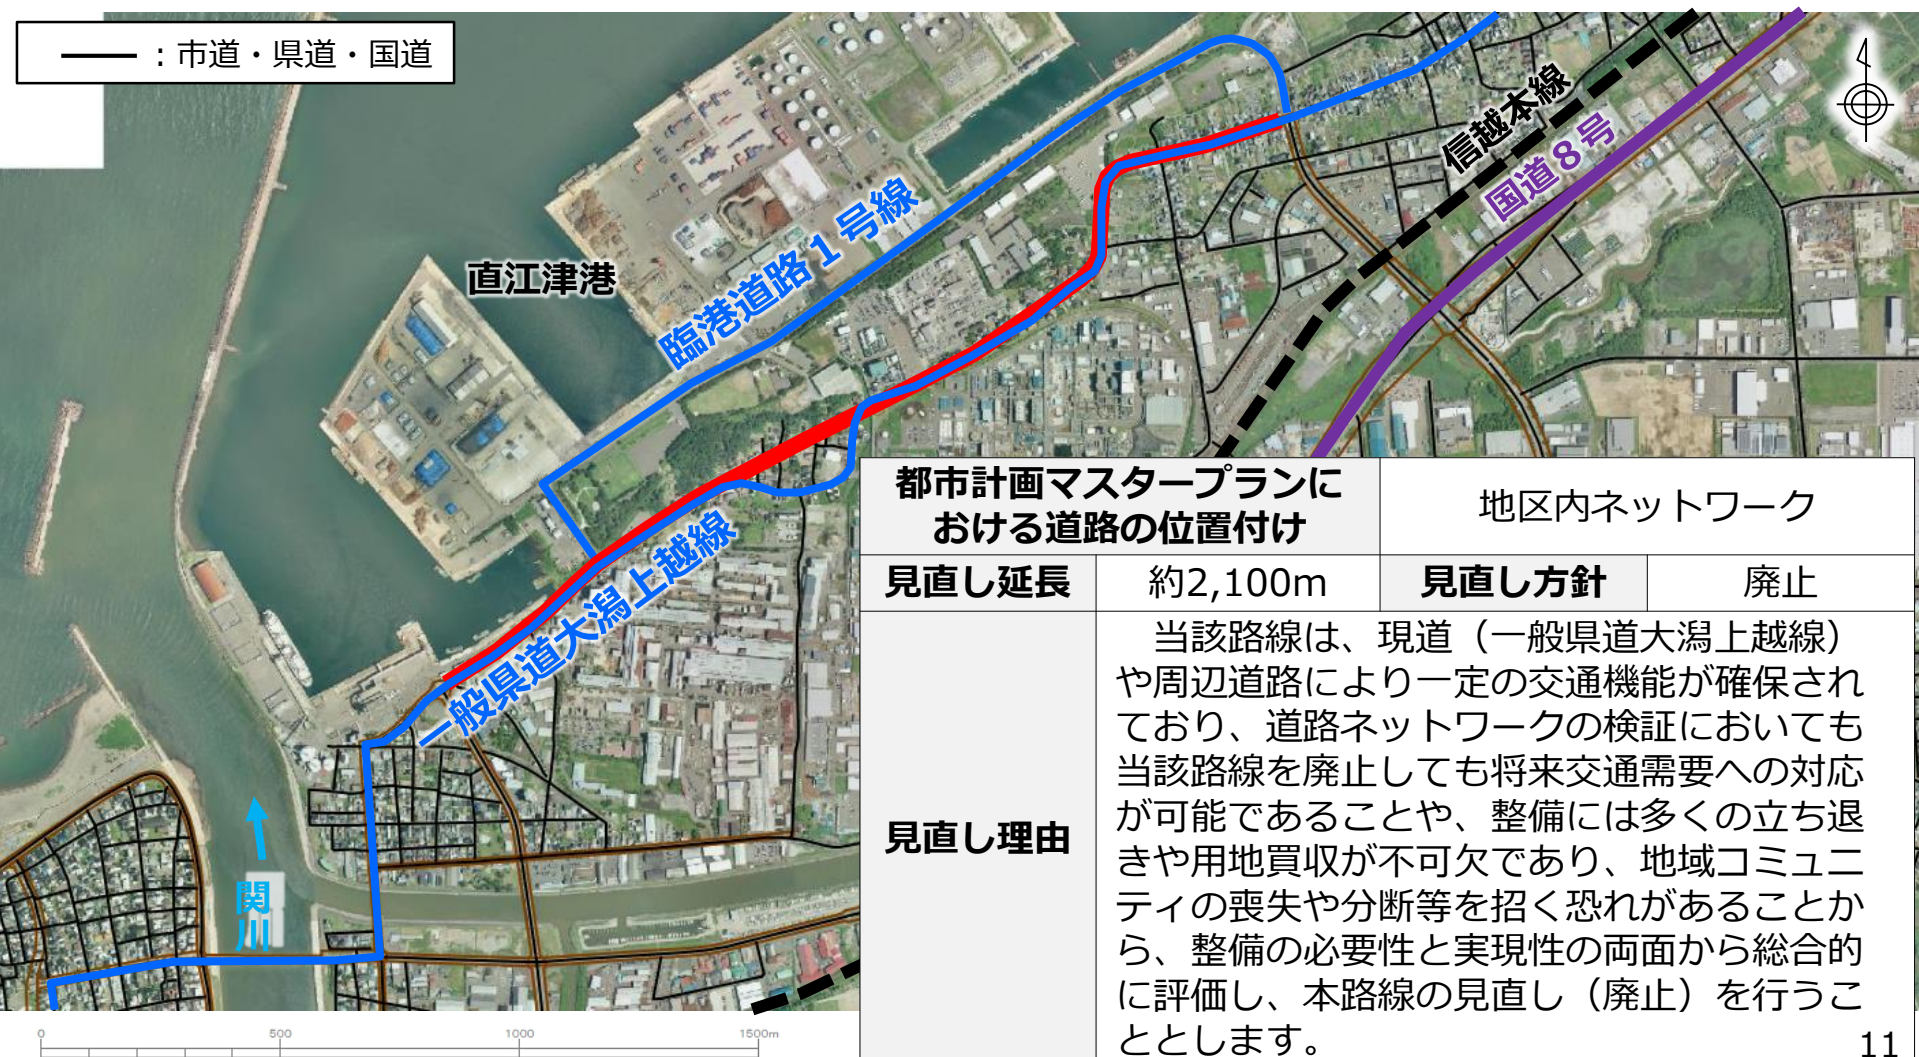 ：市道・県道・国道
信越本線
国道８号
臨港道路１号線
直江津港
一般県道大潟上越線
関川
都市計画マスタープランに
おける道路の位置付け
地区内ネットワーク
見直し延長
約2,100m
見直し方針
廃止
見直し理由
当該路線は、現道（一般県道大潟上越線）
や周辺道路により一定の交通機能が確保され
ており、道路ネットワークの検証においても
当該路線を廃止しても将来交通需要への対応
が可能であることや、整備には多くの立ち退
きや用地買収が不可欠であり、地域コミュニ
ティの喪失や分断等を招く恐れがあることか
ら、整備の必要性と実現性の両面から総合的
に評価し、本路線の見直し（廃止）を行うこ
ととします。
0 500 1000 1500m
11